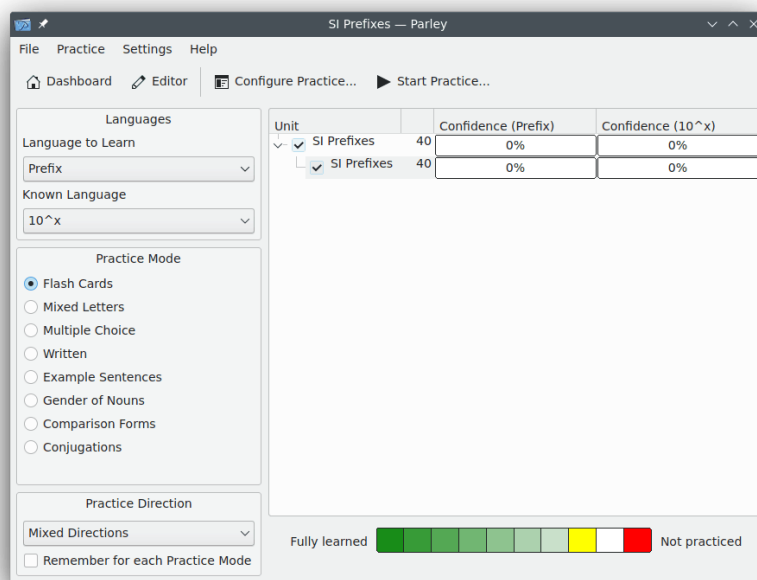 SI Prefixes — Parley
File Practice Settings Help
Dashboard Editor Configure Practice... Start Practice...
Languages
Language to Learn
Prefix
Known Language
10^x
Practice Mode
Flash Cards
Mixed Letters
Multiple Choice
Written
Example Sentences
Gender of Nouns
Comparison Forms
Conjugations
Practice Direction
Mixed Directions
Remember for each Practice Mode
Unit Confidence (Prefix) Confidence (10^x)
SI Prefixes 40 0% 0%
SI Prefixes 40 0% 0%
Fully learned Not practiced